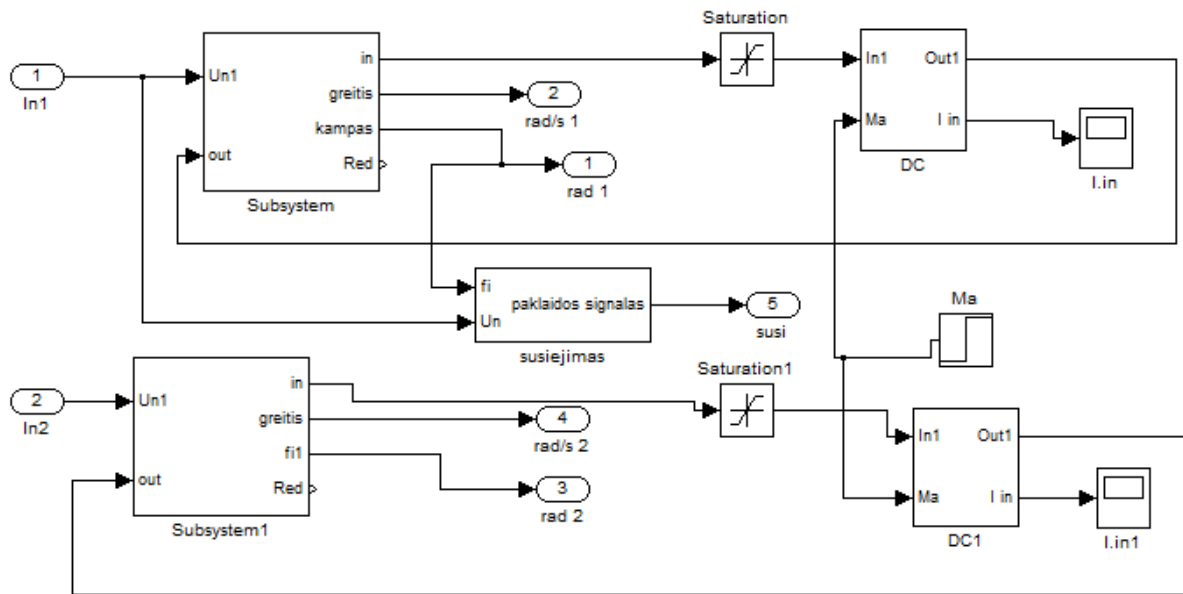 Saturation
1
In1
Un1
out
in
greitis
kampas
Red
Subsystem
2
rad/s 1
1
rad 1
In1
Ma
Out1
I in
DC
I.in
fi
Un
paklaidos signalas
susiejimas
5
susi
Ma
2
In2
Un1
out
in
greitis
fi1
Red
Subsystem1
4
rad/s 2
3
rad 2
Saturation1
In1
Ma
Out1
I in
DC1
I.in1